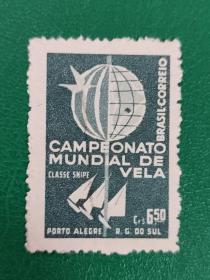 BRASIL-CORREIO
CAMPEONATO
MUNDIAL DE
CLASSE SNIPE
VELA
Cr$ 6,50
PORTO ALEGRE R. G. DO SUL